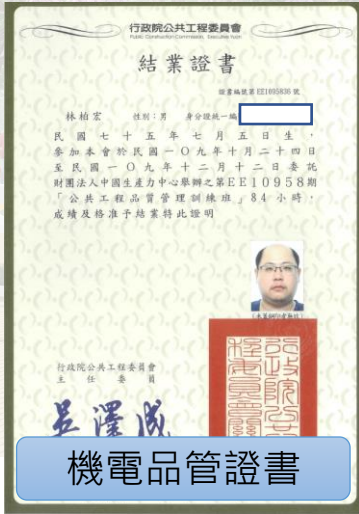 行政院公共工程委員會
Public Construction Commission, Executive Yuan
結業證書
證書編號第EE1095836號
林柏宏 性別:男 身分證統一編
民國七十五年七月五日生,
參加本會於民國一〇九年十月二十四日
至民國一〇九年十二月十二日委託
財團法人中國生產力中心舉辦之第EE10958期
「公共工程品質管理訓練班」84小時,
成績及格准予結業特此證明
行政院公共工程委員會
主任委員
吳澤成
機電品管證書